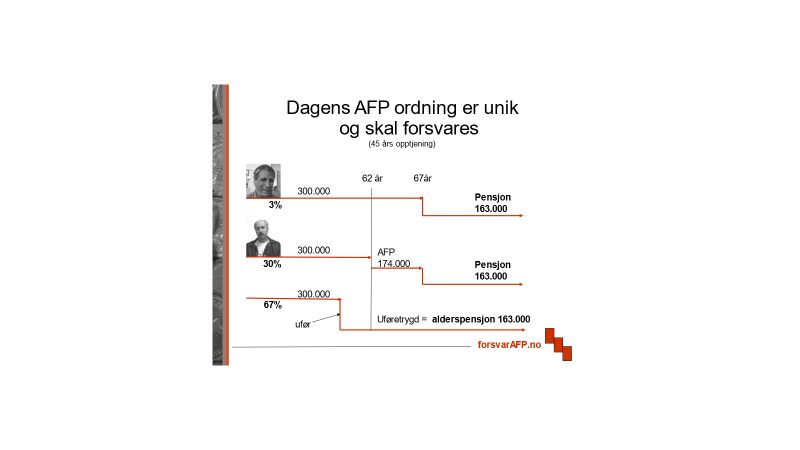 Dagens AFP ordning er unik
og skal forsvares
(45 års opptjening)
62 år
67år
300.000
3%
Pensjon
163.000
300.000
30%
AFP
174.000
Pensjon
163.000
300.000
67%
ufør
Uføretrygd = alderspensjon 163.000
forsvarAFP.no